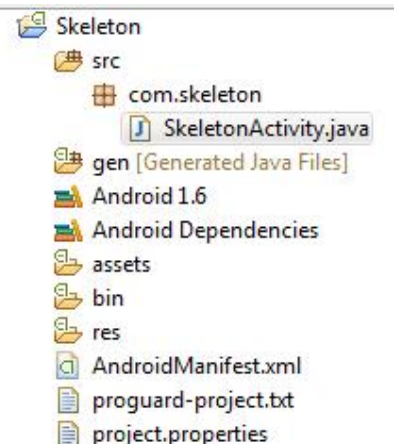 Skeleton
src
com.skeleton
SkeletonActivity.java
gen [Generated Java Files]
Android 1.6
Android Dependencies
assets
bin
res
AndroidManifest.xml
proguard-project.txt
project.properties